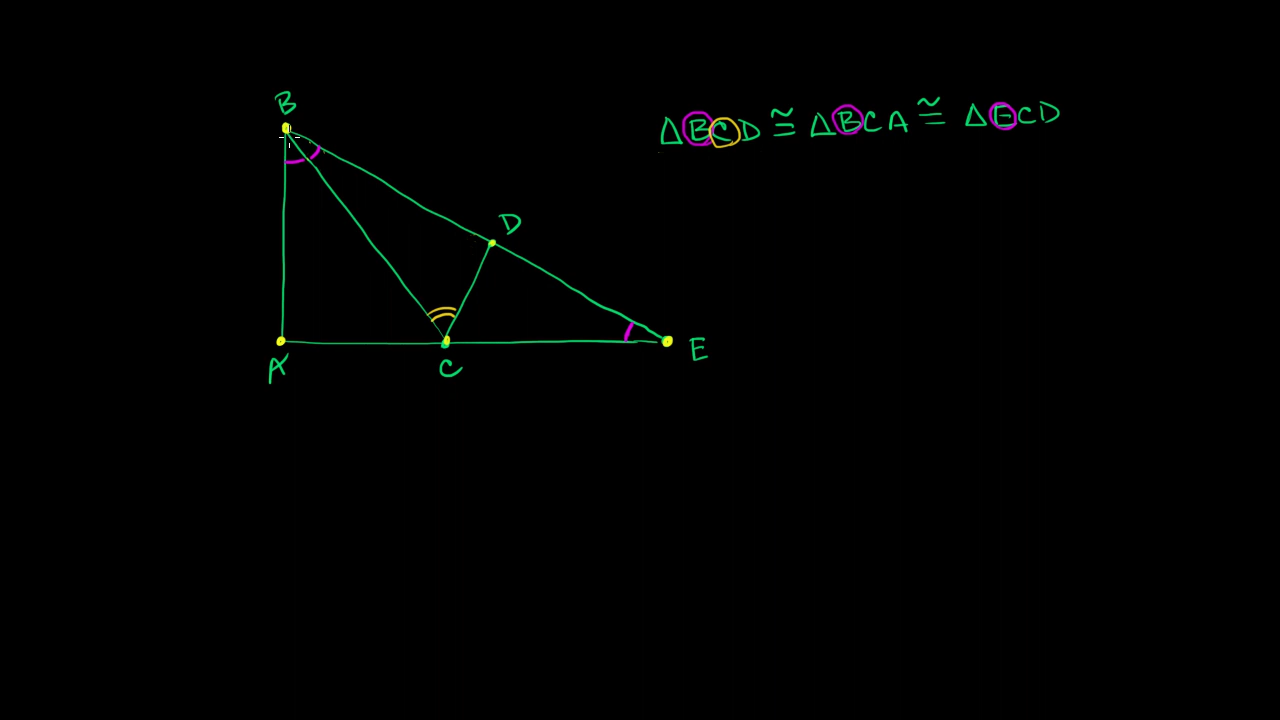 B
ΔBCD ≅ ΔBCA ≅ ΔECD
D
A
C
E